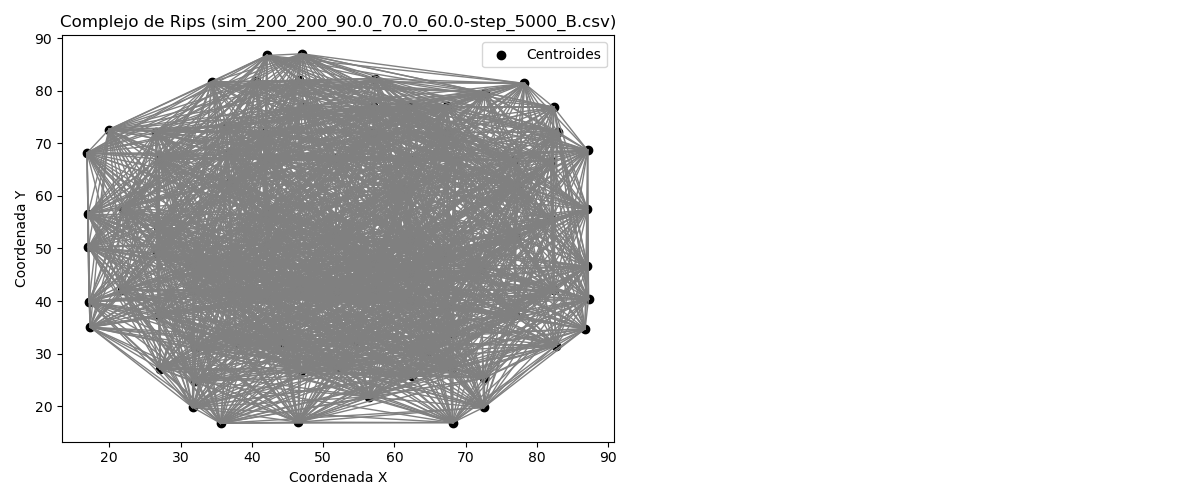 Complejo de Rips (sim_200_200_90.0_70.0_60.0-step_5000_B.csv)
Centroides
90
80
70
60
50
40
30
20
Coordenada Y
20 30 40 50 60 70 80 90
Coordenada X